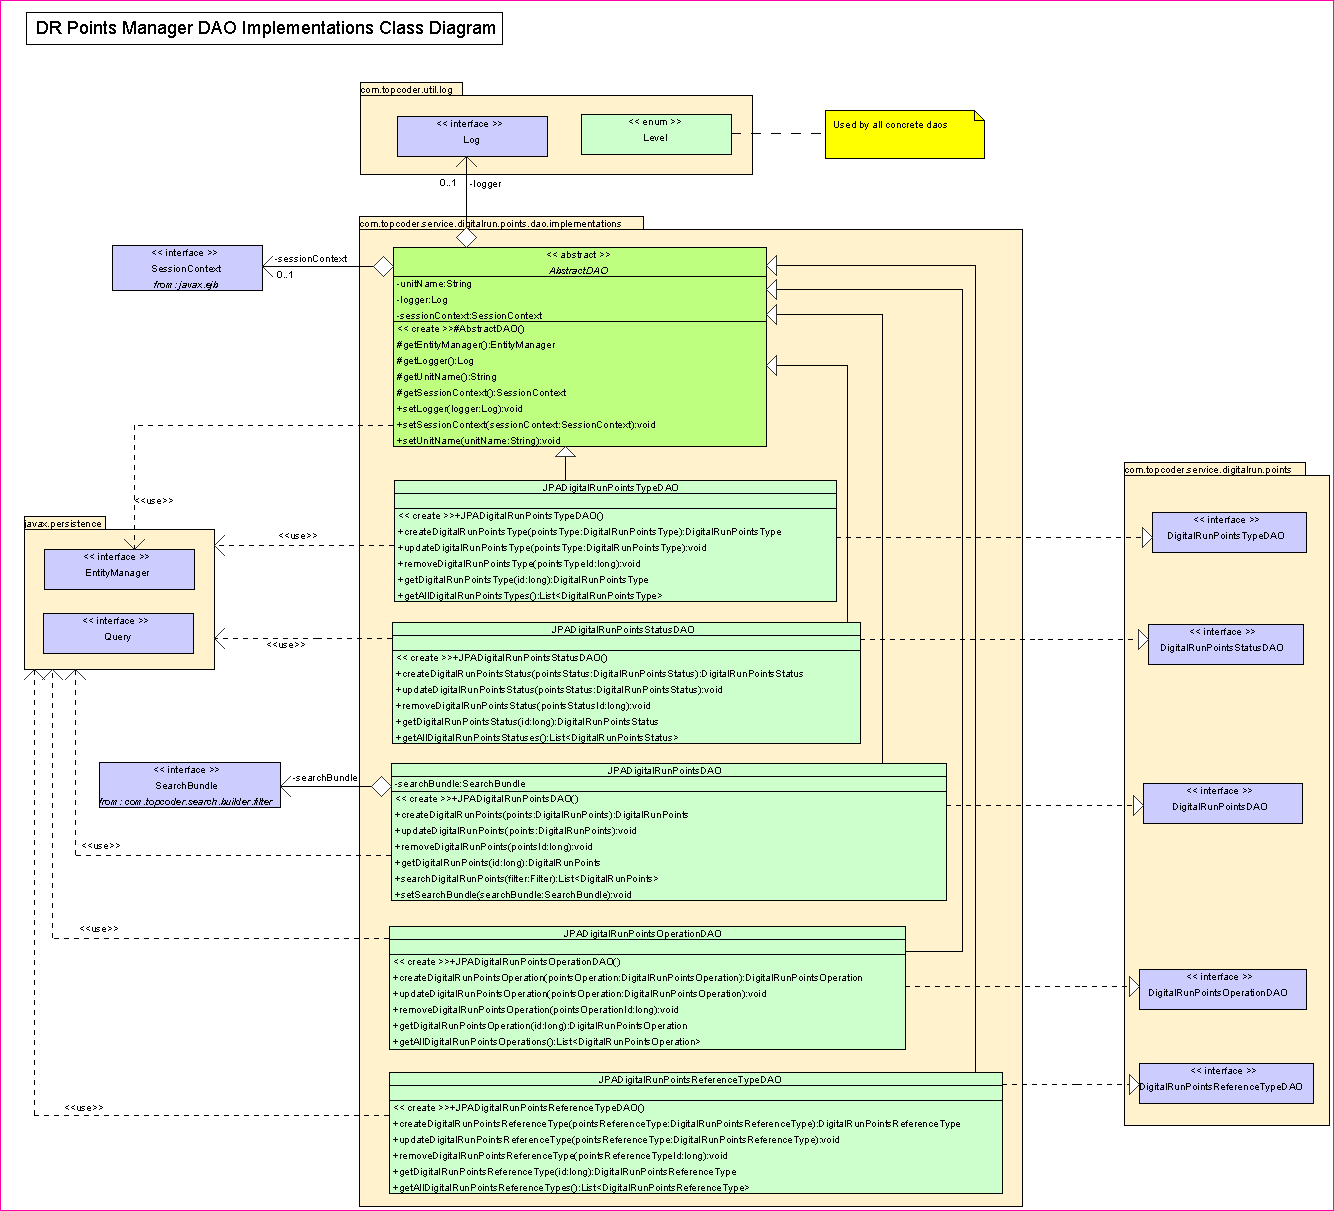 DR Points Manager DAO Implementations Class Diagram
com.topcoder.util.log
<< interface >>
Log
<< enum >>
Level
Used by all concrete daos
0..1
-logger
com.topcoder.service.digitalrun.points.dao.implementations
<< interface >>
SessionContext
from : javax.ejb
-sessionContext
0..1
<< abstract >>
AbstractDAO
-unitName:String
-logger:Log
-sessionContext:SessionContext
<< create >>#AbstractDAO()
#getEntityManager():EntityManager
#getLogger():Log
#getUnitName():String
#getSessionContext():SessionContext
+setLogger(logger:Log):void
+setSessionContext(sessionContext:SessionContext):void
+setUnitName(unitName:String):void
<<use>>
javax.persistence
<< interface >>
EntityManager
<< interface >>
Query
<<use>>
JPADigitalRunPointsTypeDAO
<< create >>+JPADigitalRunPointsTypeDAO()
+createDigitalRunPointsType(pointsType:DigitalRunPointsType):DigitalRunPointsType
+updateDigitalRunPointsType(pointsType:DigitalRunPointsType):void
+removeDigitalRunPointsType(pointsTypeId:long):void
+getDigitalRunPointsType(id:long):DigitalRunPointsType
+getAllDigitalRunPointsTypes():List<DigitalRunPointsType>
com.topcoder.service.digitalrun.points
<< interface >>
DigitalRunPointsTypeDAO
<<use>>
JPADigitalRunPointsStatusDAO
<< create >>+JPADigitalRunPointsStatusDAO()
+createDigitalRunPointsStatus(pointsStatus:DigitalRunPointsStatus):DigitalRunPointsStatus
+updateDigitalRunPointsStatus(pointsStatus:DigitalRunPointsStatus):void
+removeDigitalRunPointsStatus(pointsStatusId:long):void
+getDigitalRunPointsStatus(id:long):DigitalRunPointsStatus
+getAllDigitalRunPointsStatuses():List<DigitalRunPointsStatus>
<< interface >>
DigitalRunPointsStatusDAO
<< interface >>
SearchBundle
from : com.topcoder.search.builder.filter
-searchBundle
<<use>>
JPADigitalRunPointsDAO
-searchBundle:SearchBundle
<< create >>+JPADigitalRunPointsDAO()
+createDigitalRunPoints(points:DigitalRunPoints):DigitalRunPoints
+updateDigitalRunPoints(points:DigitalRunPoints):void
+removeDigitalRunPoints(pointsId:long):void
+getDigitalRunPoints(id:long):DigitalRunPoints
+searchDigitalRunPoints(filter:Filter):List<DigitalRunPoints>
+setSearchBundle(searchBundle:SearchBundle):void
<< interface >>
DigitalRunPointsDAO
<<use>>
JPADigitalRunPointsOperationDAO
<< create >>+JPADigitalRunPointsOperationDAO()
+createDigitalRunPointsOperation(pointsOperation:DigitalRunPointsOperation):DigitalRunPointsOperation
+updateDigitalRunPointsOperation(pointsOperation:DigitalRunPointsOperation):void
+removeDigitalRunPointsOperation(pointsOperationId:long):void
+getDigitalRunPointsOperation(id:long):DigitalRunPointsOperation
+getAllDigitalRunPointsOperations():List<DigitalRunPointsOperation>
<< interface >>
DigitalRunPointsOperationDAO
<<use>>
JPADigitalRunPointsReferenceTypeDAO
<< create >>+JPADigitalRunPointsReferenceTypeDAO()
+createDigitalRunPointsReferenceType(pointsReferenceType:DigitalRunPointsReferenceType):DigitalRunPointsReferenceType
+updateDigitalRunPointsReferenceType(pointsReferenceType:DigitalRunPointsReferenceType):void
+removeDigitalRunPointsReferenceType(pointsReferenceTypeId:long):void
+getDigitalRunPointsReferenceType(id:long):DigitalRunPointsReferenceType
+getAllDigitalRunPointsReferenceTypes():List<DigitalRunPointsReferenceType>
<< interface >>
DigitalRunPointsReferenceTypeDAO